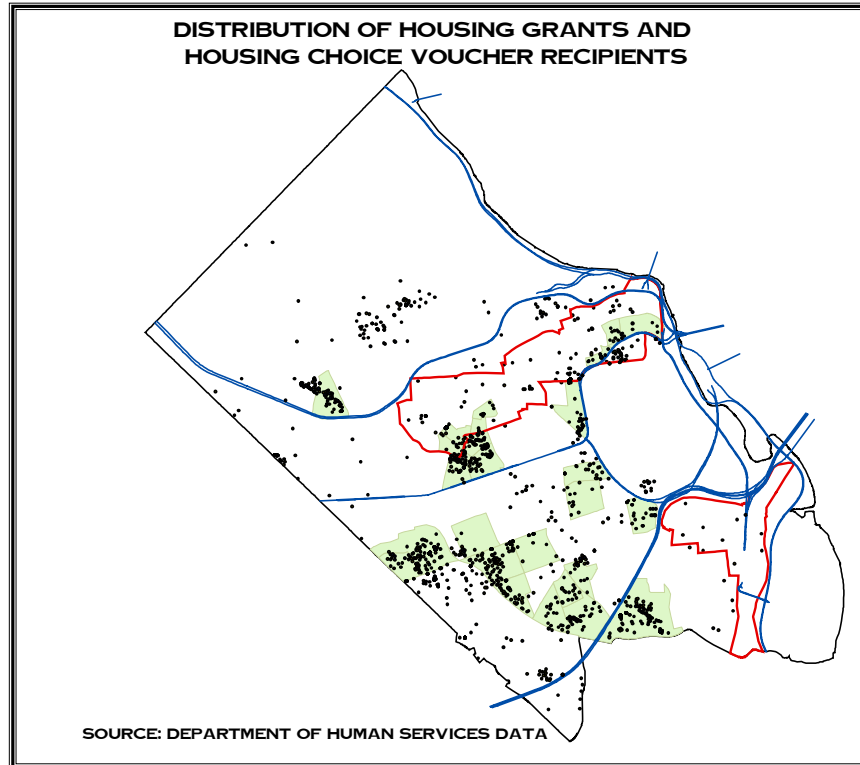 DISTRIBUTION OF HOUSING GRANTS AND
HOUSING CHOICE VOUCHER RECIPIENTS
SOURCE: DEPARTMENT OF HUMAN SERVICES DATA